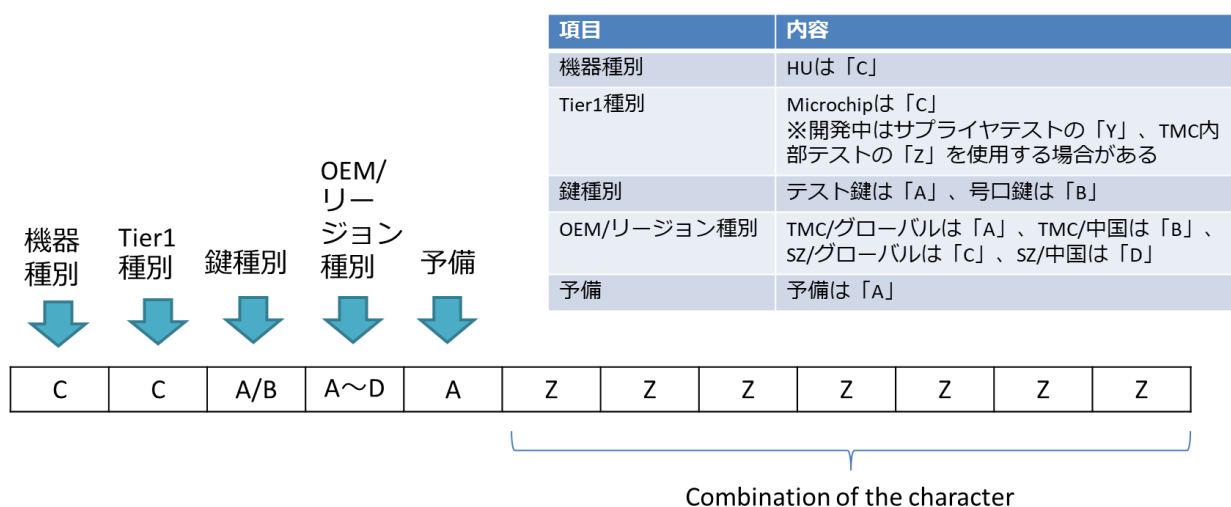 項目 内容
機器種別 HUは「C」
Tier1種別 Microchipは「C」
※開発中はサプライヤテストの「Y」、TMC内
部テストの「Z」を使用する場合がある
鍵種別 テスト鍵は「A」、号口鍵は「B」
OEM/リージョン種別 TMC/グローバルは「A」、TMC/中国は「B」、
SZ/グローバルは「C」、SZ/中国は「D」
予備 予備は「A」
機器
種別
Tier1
種別
鍵種別
OEM/
リー
ジョン
種別
予備
C C A/B A～D A Z Z Z Z Z Z Z
Combination of the character